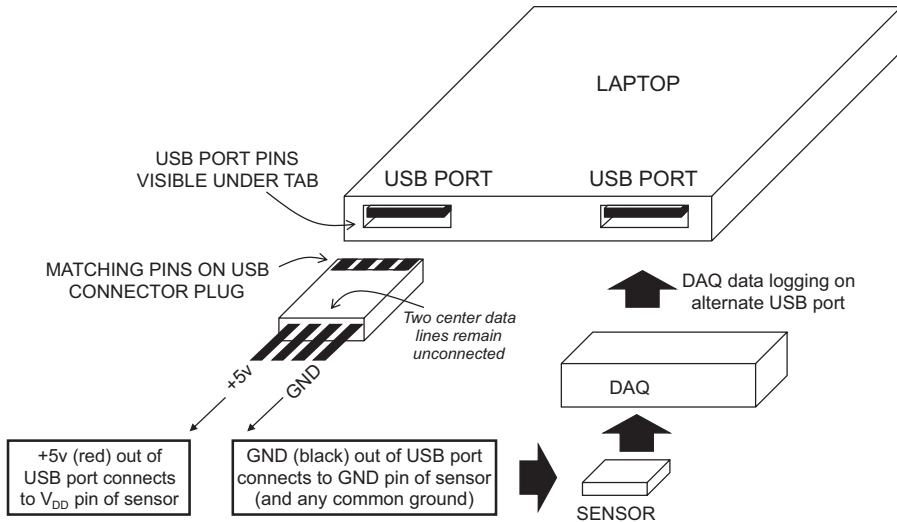 LAPTOP
USB PORT PINS
VISIBLE UNDER TAB
USB PORT
USB PORT
MATCHING PINS ON USB
CONNECTOR PLUG
DAQ data logging on
alternate USB port
Two center data
lines remain
unconnected
+5v
GND
DAQ
+5v (red) out of
USB port connects
to VDD pin of sensor
GND (black) out of USB port
connects to GND pin of sensor
(and any common ground)
SENSOR